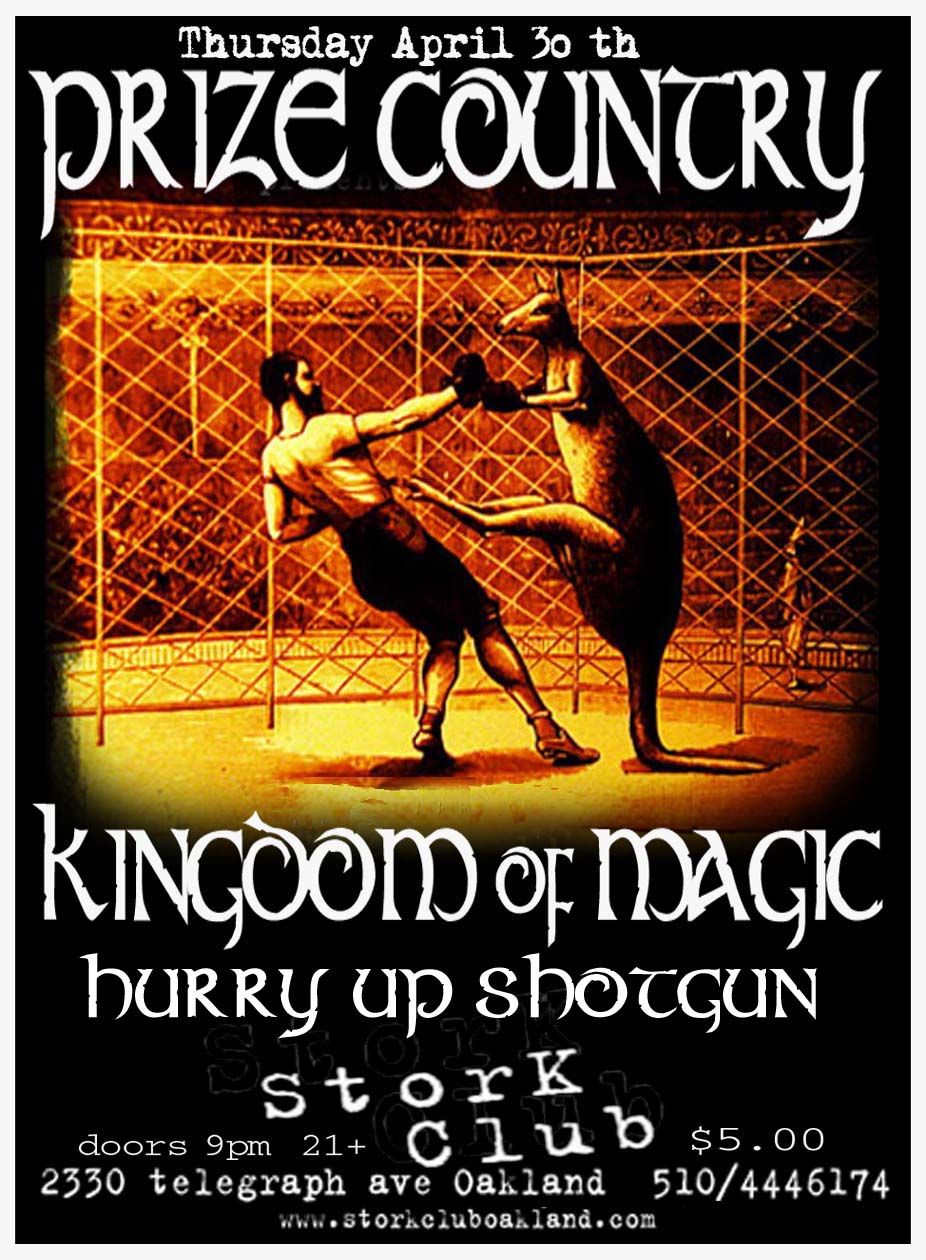 Thursday April 30 th
PRIZE COUNTRY
presents
KINGDOM OF MAGIC
hurry up shotgun
Stork
Club
doors 9pm 21+ $5.00
2330 telegraph ave Oakland 510/4446174
www.storkcluboakland.com